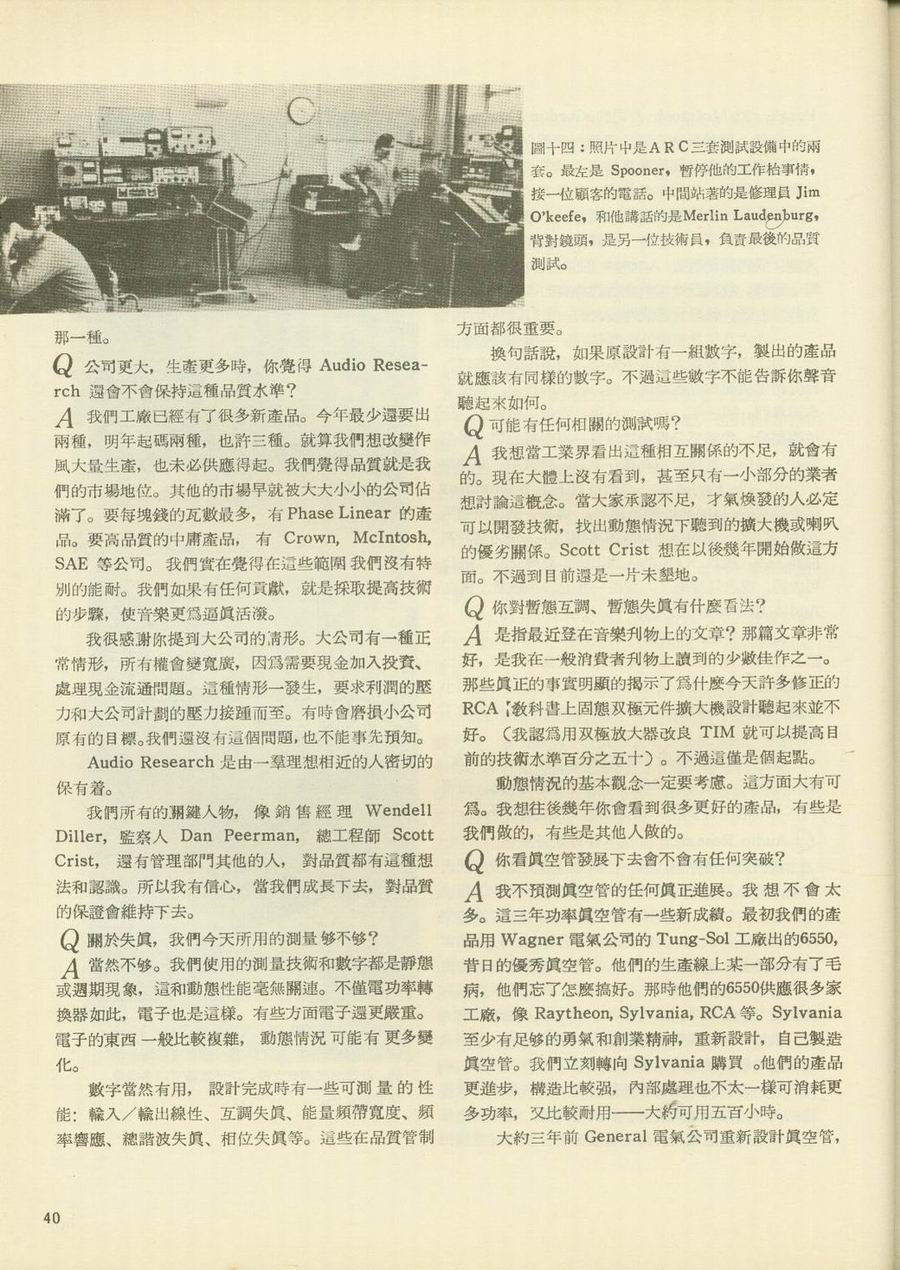 圖十四：照片中是ＡＲＣ三套測試設備中的兩
套。最左是 Spooner，暫停他的工作枱事情，
接一位顧客的電話。中間站著的是修理員 Jim
O'keefe，和他講話的是Merlin Laudenburg，
背對鏡頭，是另一位技術員，負責最後的品質
測試。
那一種。
Q 公司更大，生產更多時，你覺得 Audio Resea-
rch 還會不會保持這種品質水準？
A 我們工廠已經有了很多新產品。今年最少還要出
兩種，明年起碼兩種，也許三種。就算我們想改變作
風大量生產，也未必供應得起。我們覺得品質就是我
們的市場地位。其他的市場早就被大大小小的公司佔
滿了。要每塊錢的瓦數最多，有 Phase Linear 的產
品。要高品質的中庸產品，有 Crown, McIntosh,
SAE 等公司。我們實在覺得在這些範圍我們沒有特
別的能耐。我們如果有任何貢獻，就是採取提高技術
的步驟，使音樂更爲逼眞活潑。
我很感謝你提到大公司的情形。大公司有一種正
常情形，所有權會變寬廣，因爲需要現金加入投資、
處理現金流通問題。這種情形一發生，要求利潤的壓
力和大公司計劃的壓力接踵而至。有時會磨損小公司
原有的目標。我們還沒有這個問題，也不能事先預知。
Audio Research 是由一羣理想相近的人密切的
保有着。
我們所有的關鍵人物，像銷售經理 Wendell
Diller, 監察人 Dan Peerman, 總工程師 Scott
Crist, 還有管理部門其他的人，對品質都有這種想
法和認識。所以我有信心，當我們成長下去，對品質
的保證會維持下去。
Q 關於失眞，我們今天所用的測量够不够？
A 當然不够。我們使用的測量技術和數字都是靜態
或週期現象，這和動態性能毫無關連。不僅電功率轉
換器如此，電子也是這樣。有些方面電子還更嚴重。
電子的東西一般比較複雜，動態情況可能有更多變
化。
數字當然有用，設計完成時有一些可測量的性
能：輸入／輸出線性、互調失眞、能量頻帶寬度、頻
率響應、總諧波失眞、相位失眞等。這些在品質管制
方面都很重要。
換句話說，如果原設計有一組數字，製出的產品
就應該有同樣的數字。不過這些數字不能告訴你聲音
聽起來如何。
Q 可能有任何相關的測試嗎？
A 我想當工業界看出這種相互關係的不足，就會有
的。現在大體上沒有看到，甚至只有一小部分的業者
想討論這概念。當大家承認不足，才氣煥發的人必定
可以開發技術，找出動態情況下聽到的擴大機或喇叭
的優劣關係。Scott Crist 想在以後幾年開始做這方
面。不過到目前還是一片未墾地。
Q 你對暫態互調、暫態失眞有什麼看法？
A 是指最近登在音樂刊物上的文章？那篇文章非常
好，是我在一般消費者刊物上讀到的少數佳作之一。
那些眞正的事實明顯的揭示了爲什麼今天許多修正的
RCA【教科書上固態双極元件擴大機設計聽起來並不
好。（我認爲用双極放大器改良 TIM 就可以提高目
前的技術水準百分之五十）。不過這僅是個起點。
動態情況的基本觀念一定要考慮。這方面大有可
爲。我想往後幾年你會看到很多更好的產品，有些是
我們做的，有些是其他人做的。
Q 你看眞空管發展下去會不會有任何突破？
A 我不預測眞空管的任何眞正進展。我想不會太
多。這三年功率眞空管有一些新成績。最初我們的產
品用 Wagner 電氣公司的 Tung-Sol 工廠出的6550，
昔日的優秀眞空管。他們的生產線上某一部分有了毛
病，他們忘了怎麼搞好。那時他們的6550供應很多家
工廠，像 Raytheon, Sylvania, RCA 等。Sylvania
至少有足够的勇氣和創業精神，重新設計，自己製造
眞空管。我們立刻轉向 Sylvania 購買。他們的產品
更進步，構造比較强，內部處理也不太一樣可消耗更
多功率，又比較耐用——大約可用五百小時。
大約三年前 General 電氣公司重新設計眞空管，
40